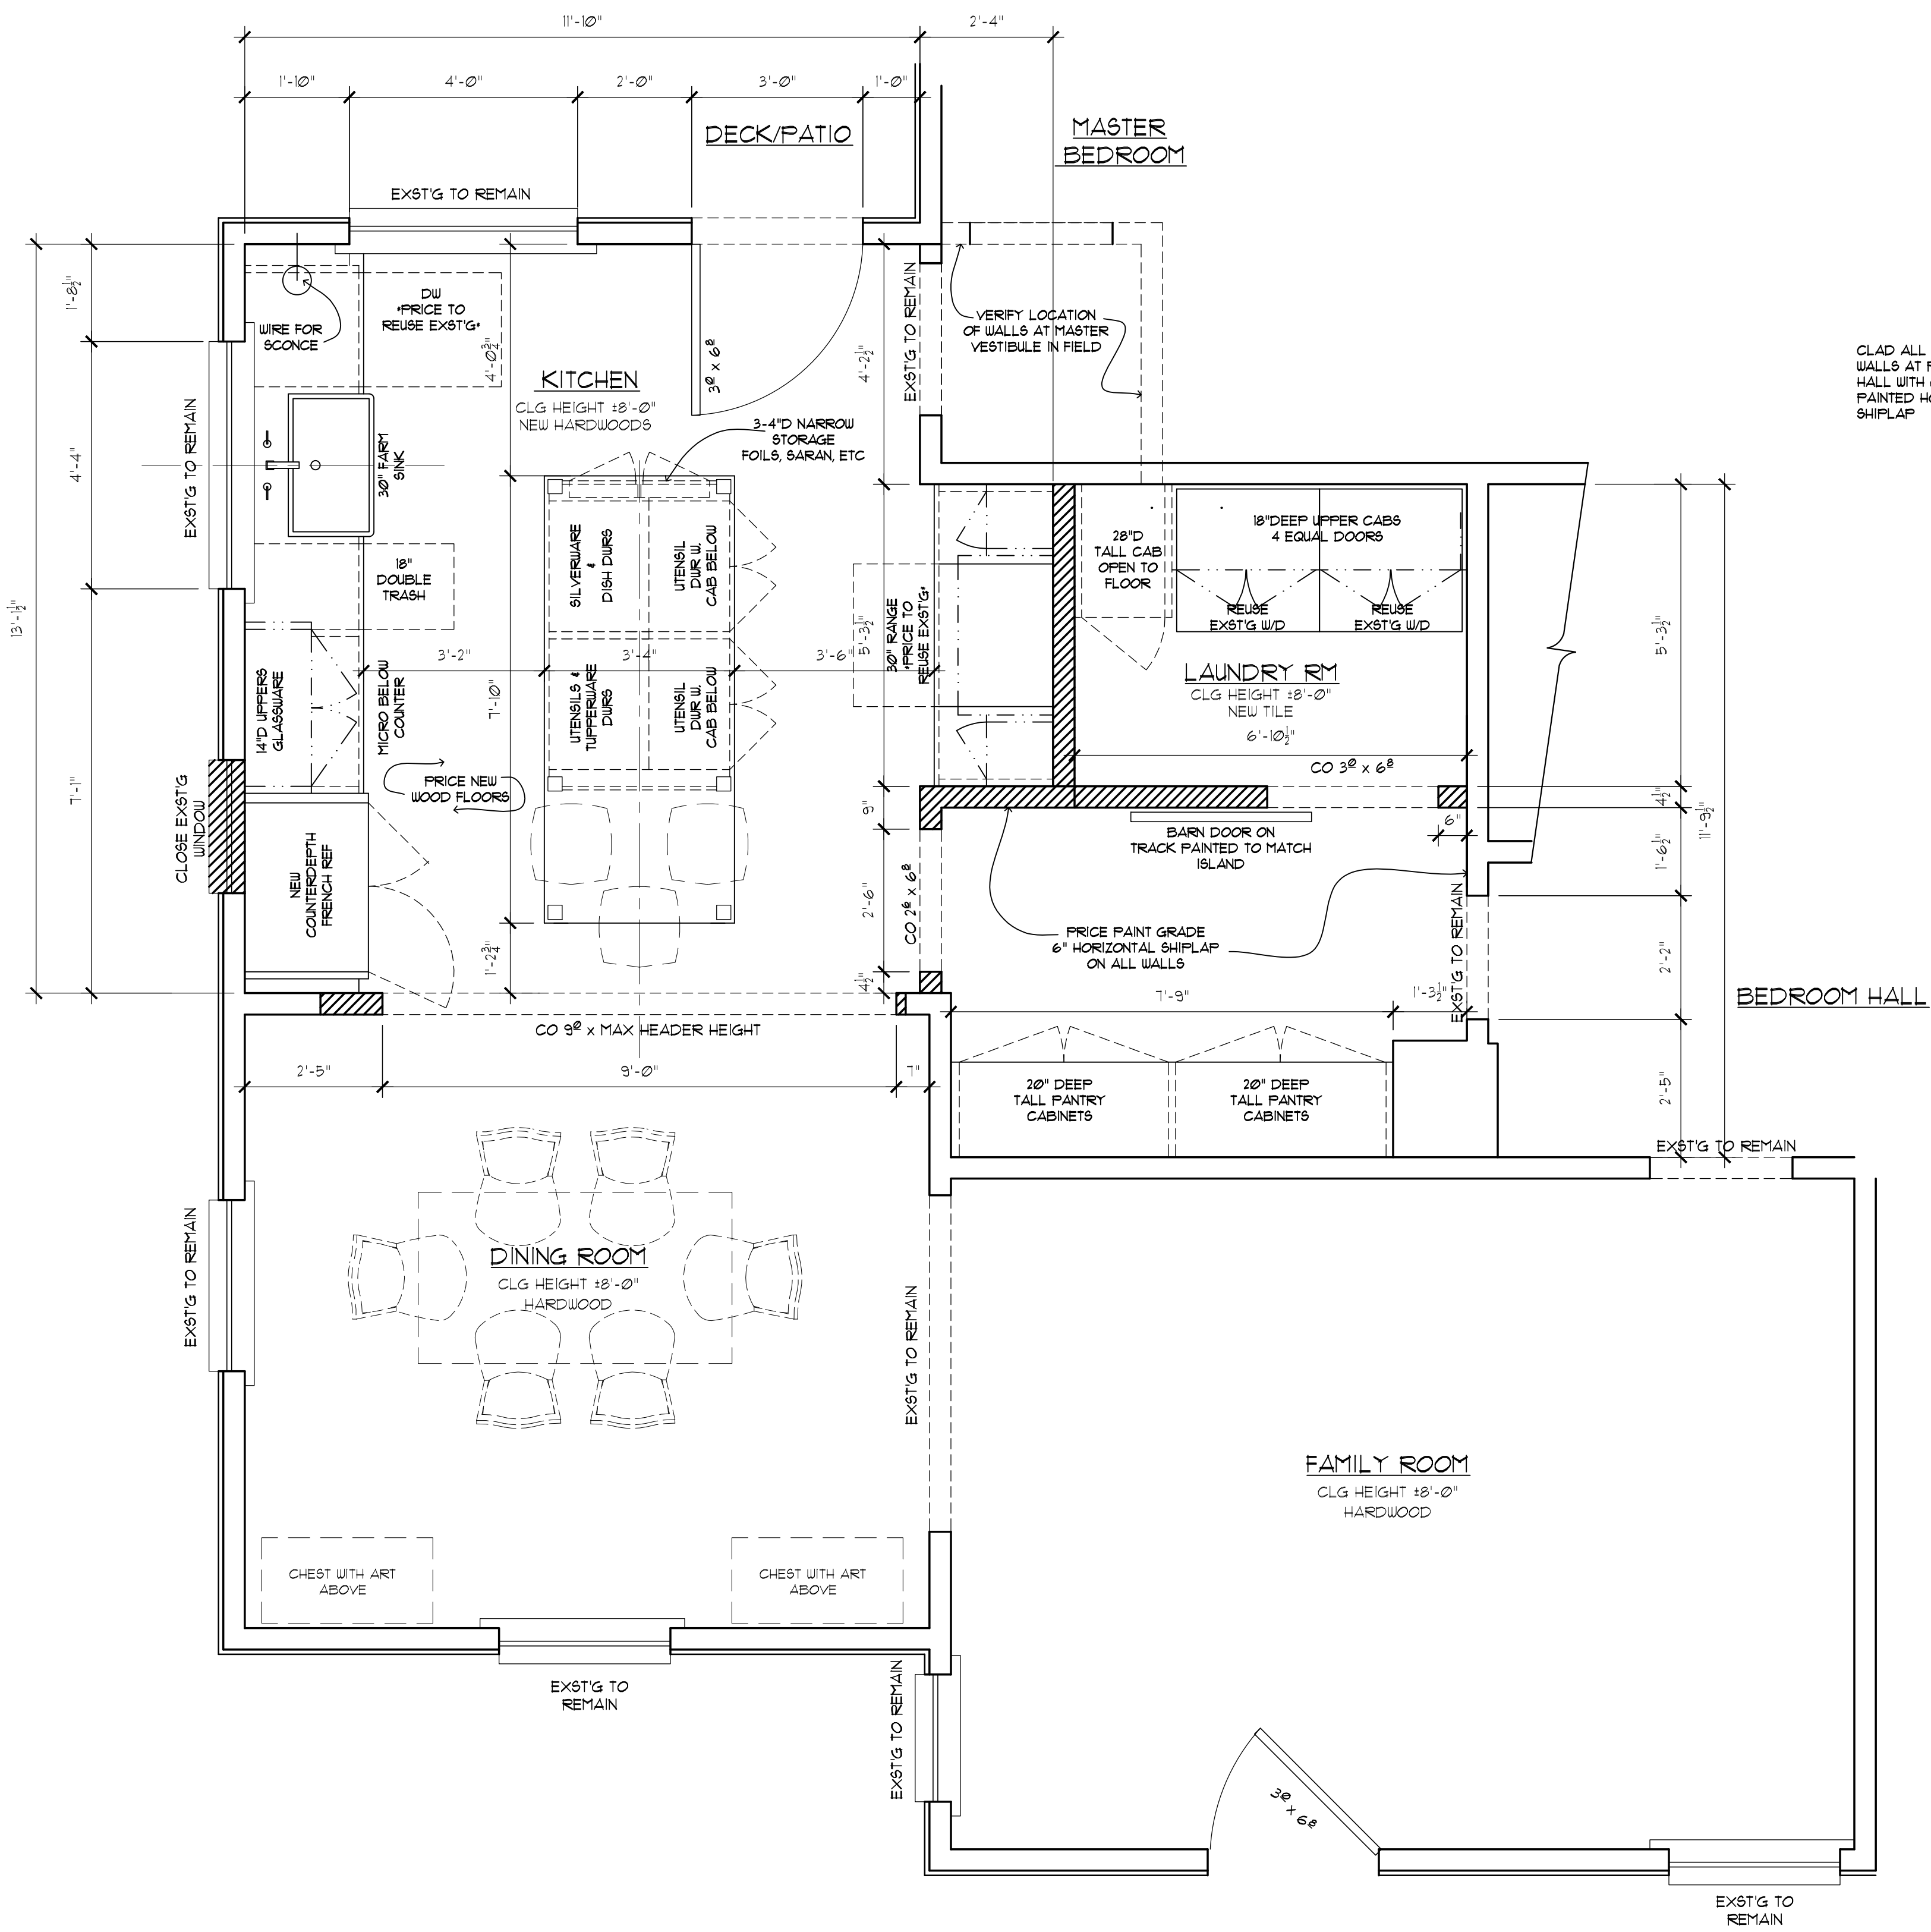 11'-10"
2'-4"
1'-10"
4'-0"
2'-0"
3'-0"
1'-0"
DECK/PATIO
MASTER
BEDROOM
EXST'G TO REMAIN
1'-8½"
4'-4"
7'-1"
13'-1½"
EXST'G TO REMAIN
CLOSE EXST'G
WINDOW
WIRE FOR
SCONCE
DW
*PRICE TO
REUSE EXST'G*
4'-0¾"
KITCHEN
CLG HEIGHT ±8'-0"
NEW HARDWOODS
3⁰ x 6⁸
4'-2½"
EXST'G TO REMAIN
VERIFY LOCATION
OF WALLS AT MASTER
VESTIBULE IN FIELD
CLAD ALL
WALLS AT
HALL WITH
PAINTED
SHIPLAP
30" FARM
SINK
3-4"D NARROW
STORAGE
FOILS, SARAN, ETC
18"
DOUBLE
TRASH
SILVERWARE
&
DISH DWRS
UTENSIL
DWR W.
CAB BELOW
UTENSILS &
TUPPERWARE
DWRS
UTENSIL
DWR W.
CAB BELOW
3'-2"
3'-4"
3'-6"
7'-10"
14"D UPPERS
GLASSWARE
MICRO BELOW
COUNTER
PRICE NEW
WOOD FLOORS
NEW
COUNTERDEPTH
FRENCH REF
1'-2¾"
5'-3½"
30" RANGE
*PRICE TO
REUSE EXST'G*
28"D
TALL CAB
OPEN TO
FLOOR
18"DEEP UPPER CABS
4 EQUAL DOORS
REUSE
EXST'G W/D
REUSE
EXST'G W/D
LAUNDRY RM
CLG HEIGHT ±8'-0"
NEW TILE
6'-10½"
CO 3⁰ x 6⁸
5'-3½"
4½"
11'-9½"
1'-6½"
2'-2"
2'-5"
9"
2'-6"
4½"
CO 2⁶ x 6⁸
BARN DOOR ON
TRACK PAINTED TO MATCH
ISLAND
6"
PRICE PAINT GRADE
6" HORIZONTAL SHIPLAP
ON ALL WALLS
EXST'G TO REMAIN
7'-9"
1'-3½"
BEDROOM HALL
CO 9⁰ x MAX HEADER HEIGHT
2'-5"
9'-0"
7"
20" DEEP
TALL PANTRY
CABINETS
20" DEEP
TALL PANTRY
CABINETS
EXST'G TO REMAIN
EXST'G TO REMAIN
DINING ROOM
CLG HEIGHT ±8'-0"
HARDWOOD
EXST'G TO REMAIN
FAMILY ROOM
CLG HEIGHT ±8'-0"
HARDWOOD
CHEST WITH ART
ABOVE
CHEST WITH ART
ABOVE
EXST'G TO
REMAIN
EXST'G TO REMAIN
3⁰ x 6⁸
EXST'G TO
REMAIN